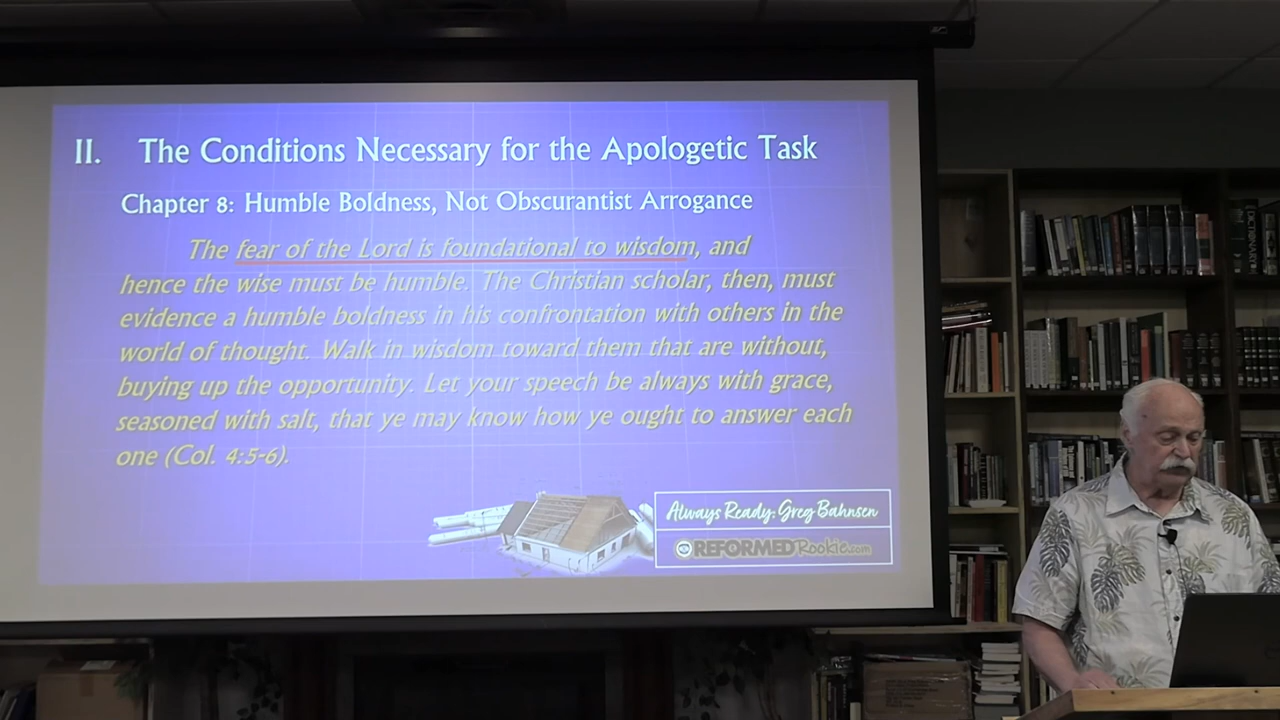 II. The Conditions Necessary for the Apologetic Task
Chapter 8: Humble Boldness, Not Obscurantist Arrogance
The fear of the Lord is foundational to wisdom, and
hence the wise must be humble. The Christian scholar, then, must
evidence a humble boldness in his confrontation with others in the
world of thought. Walk in wisdom toward them that are without,
buying up the opportunity. Let your speech be always with grace,
seasoned with salt, that ye may know how ye ought to answer each
one (Col. 4:5-6).
Always Ready: Greg Bahnsen
REFORMEDRookie.com
DICTIONARY